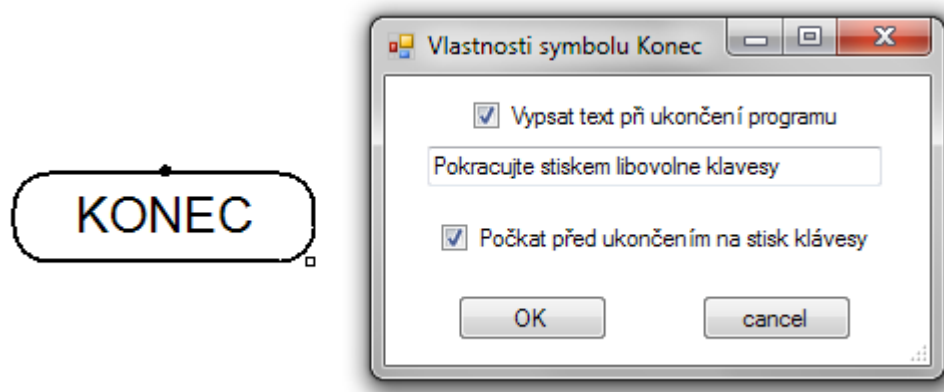 KONEC
Vlastnosti symbolu Konec
Vypsat text při ukončení programu
Pokracujte stiskem libovolne klavesy
Počkat před ukončením na stisk klávesy
OK
cancel